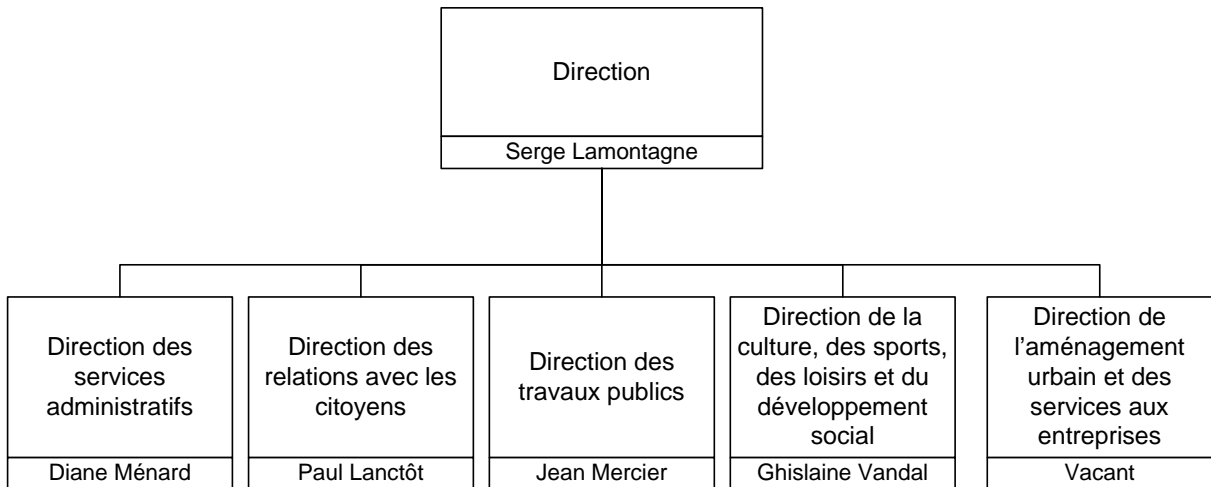 Direction
Serge Lamontagne
Direction des
services
administratifs
Diane Ménard
Direction des
relations avec les
citoyens
Paul Lanctôt
Direction des
travaux publics
Jean Mercier
Direction de la
culture, des sports,
des loisirs et du
développement
social
Ghislaine Vandal
Direction de
l’aménagement
urbain et des
services aux
entreprises
Vacant